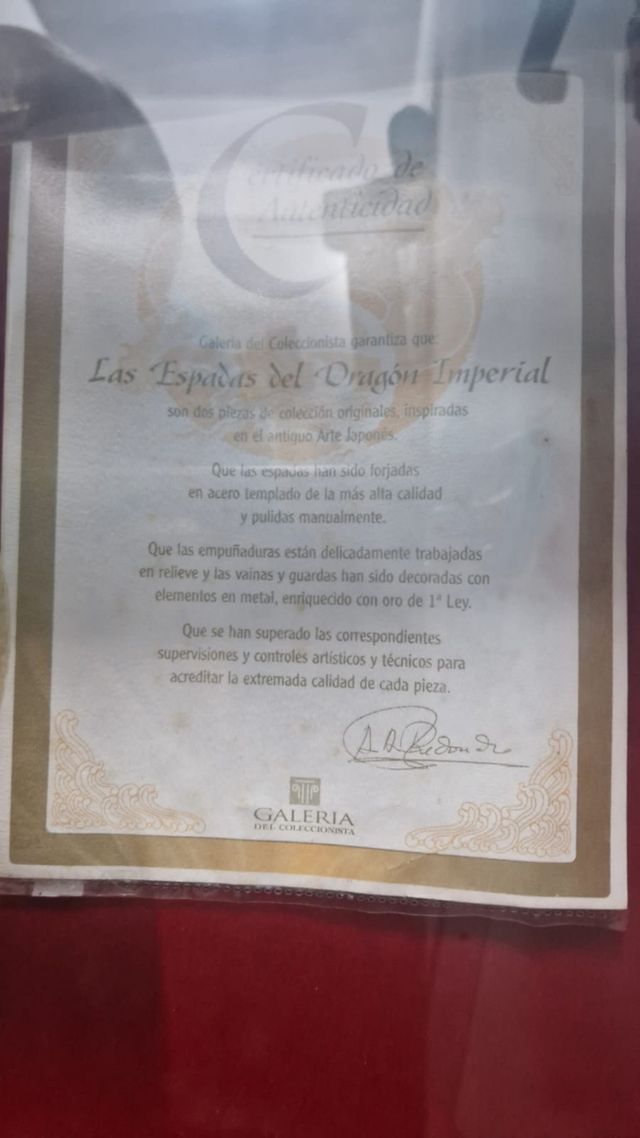 Certificado de
Autenticidad
Galería del Coleccionista garantiza que:
Las Espadas del Dragón Imperial
son dos piezas de colección originales, inspiradas
en el antiguo Arte Japonés.
Que las espadas han sido forjadas
en acero templado de la más alta calidad
y pulidas manualmente.
Que las empuñaduras están delicadamente trabajadas
en relieve y las vainas y guardas han sido decoradas con
elementos en metal, enriquecido con oro de 1ª Ley.
Que se han superado las correspondientes
supervisiones y controles artísticos y técnicos para
acreditar la extremada calidad de cada pieza.
GALERIA
DEL COLECCIONISTA